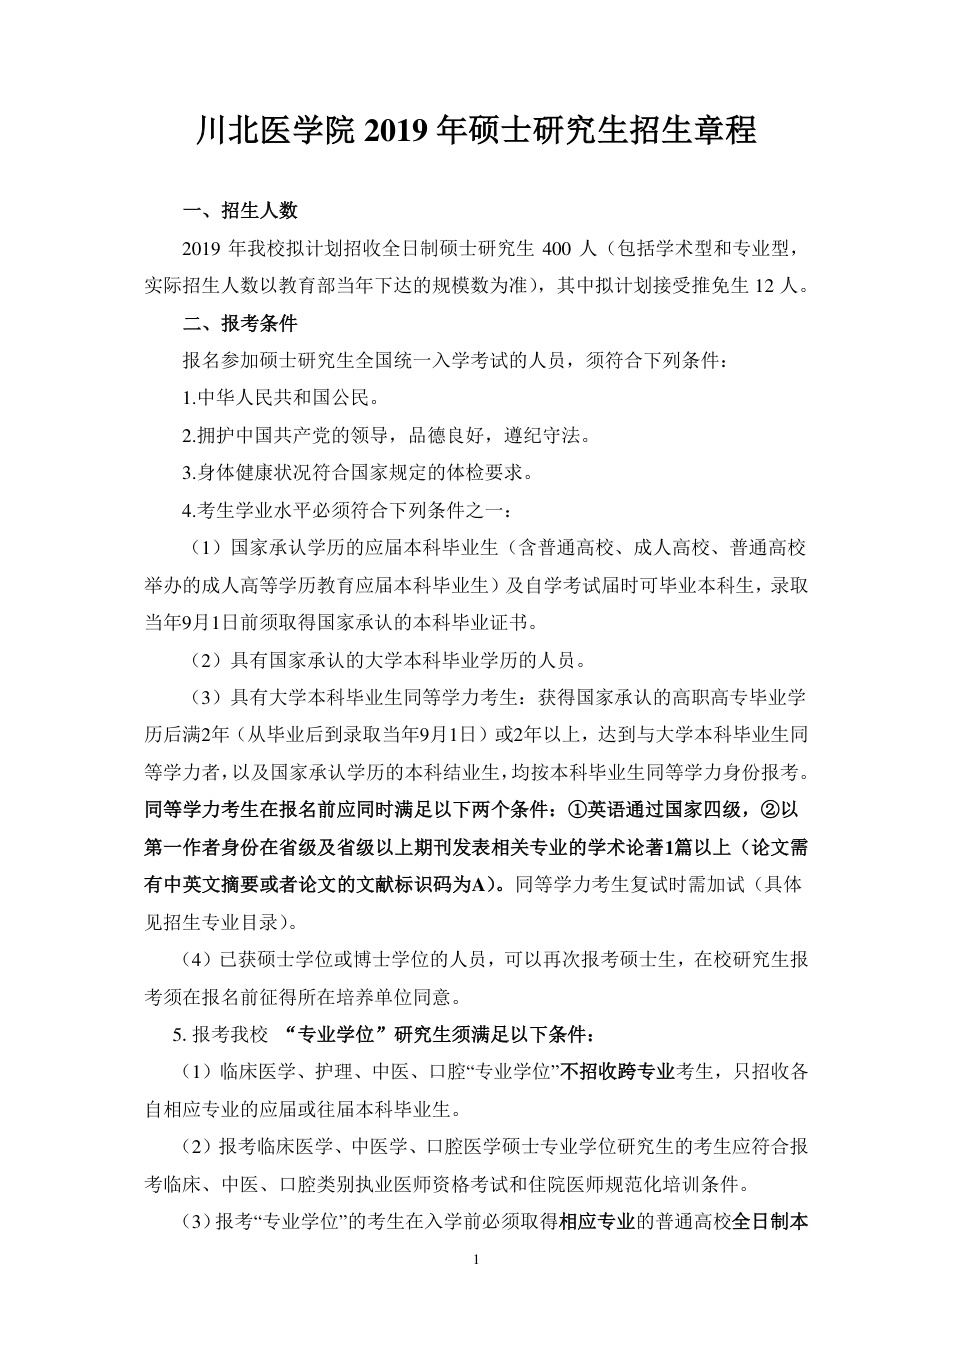 川北医学院 2019 年硕士研究生招生章程
一、招生人数
2019 年我校拟计划招收全日制硕士研究生 400 人（包括学术型和专业型，
实际招生人数以教育部当年下达的规模数为准），其中拟计划接受推免生 12 人。
二、报考条件
报名参加硕士研究生全国统一入学考试的人员，须符合下列条件：
1.中华人民共和国公民。
2.拥护中国共产党的领导，品德良好，遵纪守法。
3.身体健康状况符合国家规定的体检要求。
4.考生学业水平必须符合下列条件之一：
（1）国家承认学历的应届本科毕业生（含普通高校、成人高校、普通高校
举办的成人高等学历教育应届本科毕业生）及自学考试届时可毕业本科生，录取
当年9月1日前须取得国家承认的本科毕业证书。
（2）具有国家承认的大学本科毕业学历的人员。
（3）具有大学本科毕业生同等学力考生：获得国家承认的高职高专毕业学
历后满2年（从毕业后到录取当年9月1日）或2年以上，达到与大学本科毕业生同
等学力者，以及国家承认学历的本科结业生，均按本科毕业生同等学力身份报考。
同等学力考生在报名前应同时满足以下两个条件：①英语通过国家四级，②以
第一作者身份在省级及省级以上期刊发表相关专业的学术论著1篇以上（论文需
有中英文摘要或者论文的文献标识码为A）。同等学力考生复试时需加试（具体
见招生专业目录）。
（4）已获硕士学位或博士学位的人员，可以再次报考硕士生，在校研究生报
考须在报名前征得所在培养单位同意。
5. 报考我校 “专业学位”研究生须满足以下条件：
（1）临床医学、护理、中医、口腔“专业学位”不招收跨专业考生，只招收各
自相应专业的应届或往届本科毕业生。
（2）报考临床医学、中医学、口腔医学硕士专业学位研究生的考生应符合报
考临床、中医、口腔类别执业医师资格考试和住院医师规范化培训条件。
（3）报考“专业学位”的考生在入学前必须取得相应专业的普通高校全日制本
1